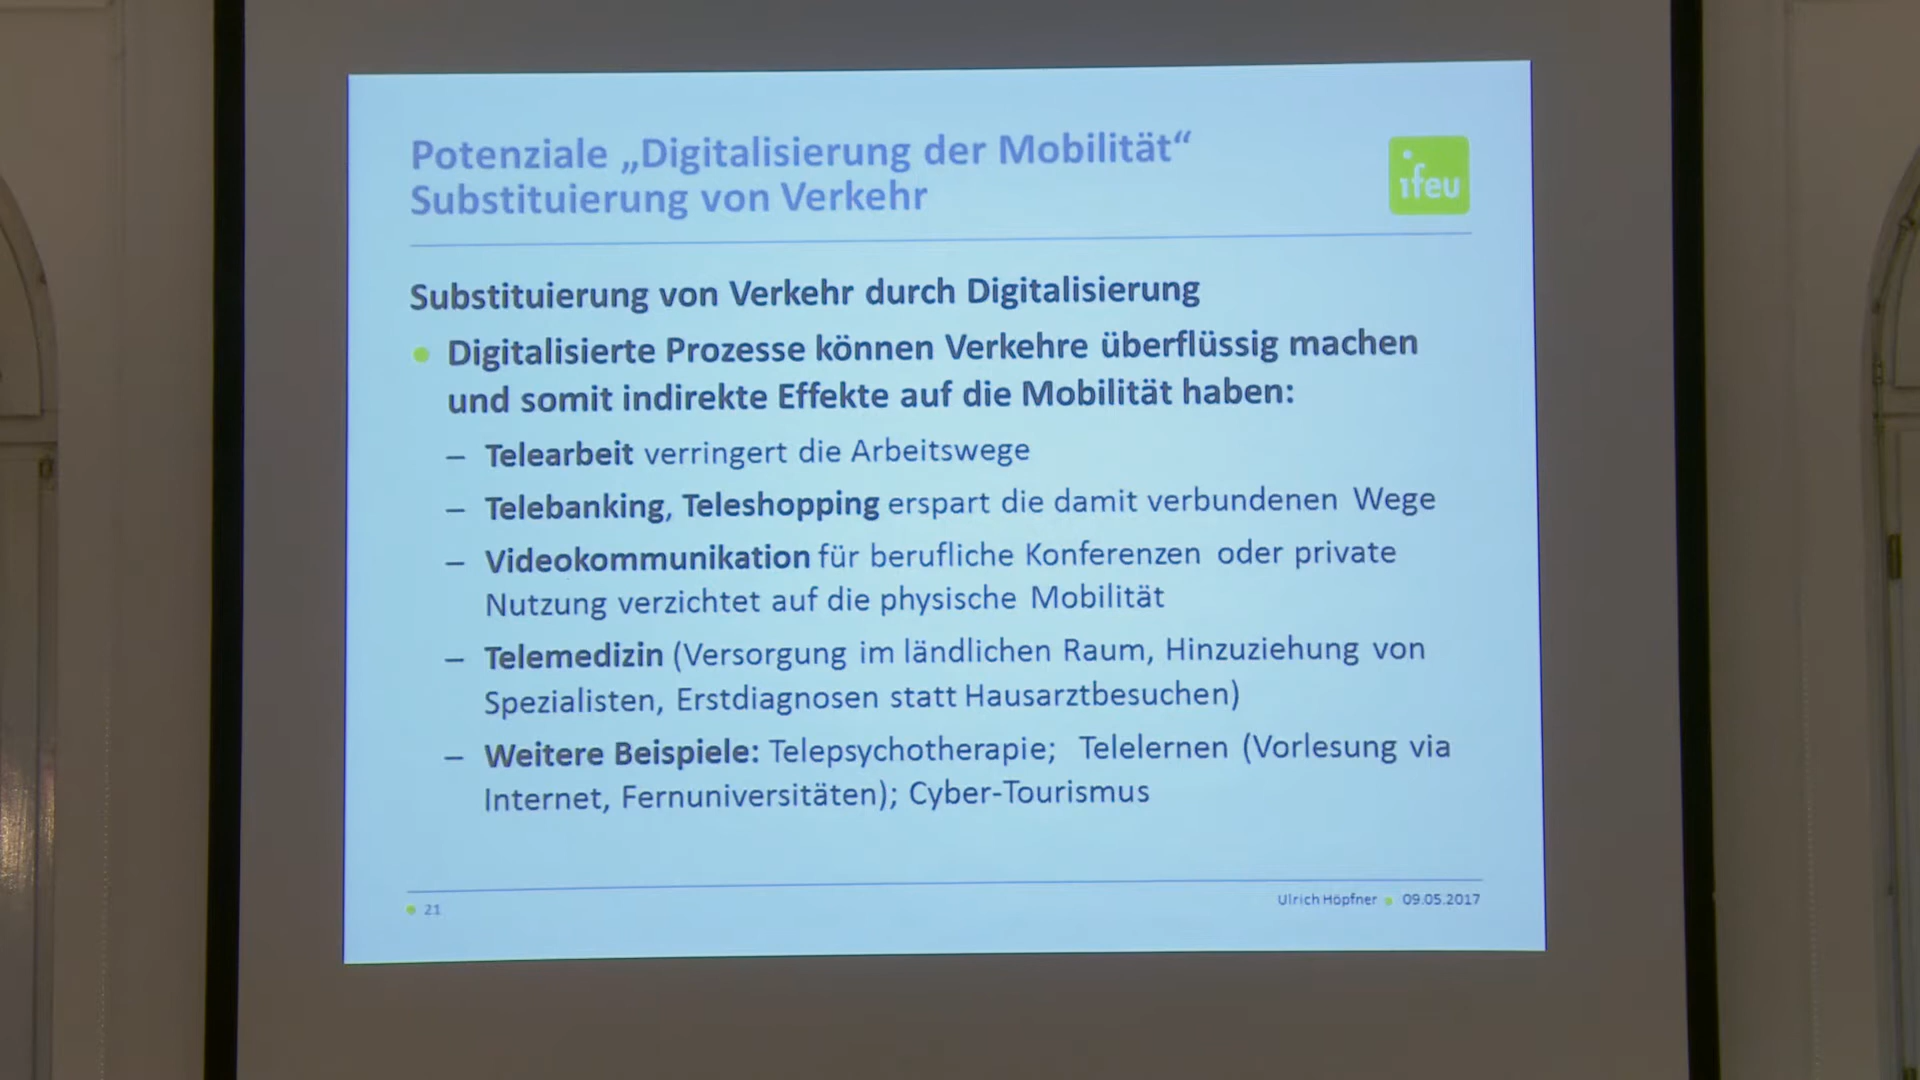 Potenziale „Digitalisierung der Mobilität“
Substituierung von Verkehr
ifeu
Substituierung von Verkehr durch Digitalisierung
● Digitalisierte Prozesse können Verkehre überflüssig machen
und somit indirekte Effekte auf die Mobilität haben:
– Telearbeit verringert die Arbeitswege
– Telebanking, Teleshopping erspart die damit verbundenen Wege
– Videokommunikation für berufliche Konferenzen oder private
Nutzung verzichtet auf die physische Mobilität
– Telemedizin (Versorgung im ländlichen Raum, Hinzuziehung von
Spezialisten, Erstdiagnosen statt Hausarztbesuchen)
– Weitere Beispiele: Telepsychotherapie; Telelernen (Vorlesung via
Internet, Fernuniversitäten); Cyber-Tourismus
● 21
Ulrich Höpfner ● 09.05.2017